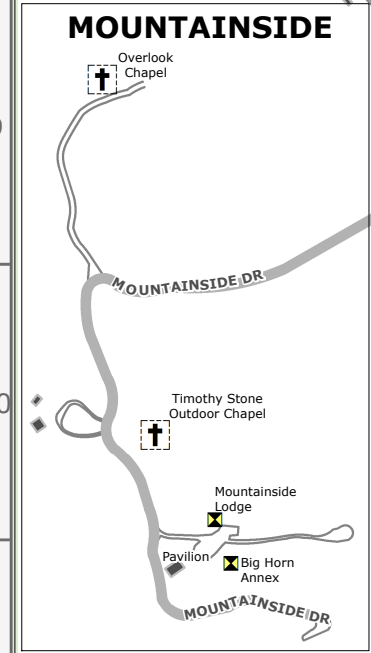 MOUNTAINSIDE
Overlook
Chapel
MOUNTAINSIDE DR
Timothy Stone
Outdoor Chapel
Mountainside
Lodge
Pavilion
Big Horn
Annex
MOUNTAINSIDE DR